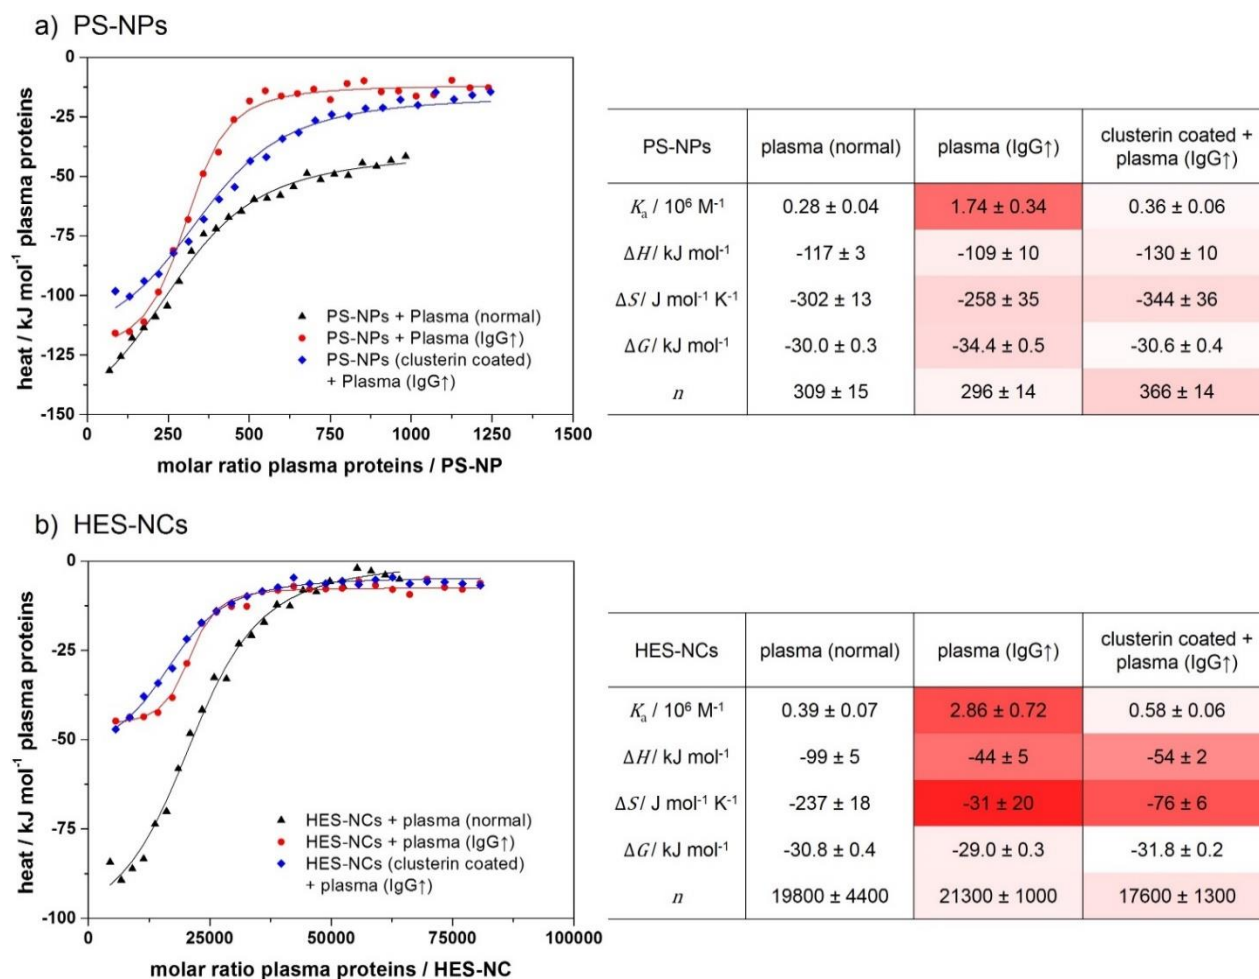 a) PS-NPs
heat / kJ mol⁻¹ plasma proteins
0
-25
-50
-75
-100
-125
-150
PS-NPs + Plasma (normal)
PS-NPs + Plasma (IgG↑)
PS-NPs (clusterin coated)
+ Plasma (IgG↑)
0 250 500 750 1000 1250 1500
molar ratio plasma proteins / PS-NP
PS-NPs plasma (normal) plasma (IgG↑) clusterin coated +
plasma (IgG↑)
Kₐ / 10⁶ M⁻¹ 0.28 ± 0.04 1.74 ± 0.34 0.36 ± 0.06
ΔH / kJ mol⁻¹ -117 ± 3 -109 ± 10 -130 ± 10
ΔS / J mol⁻¹ K⁻¹ -302 ± 13 -258 ± 35 -344 ± 36
ΔG / kJ mol⁻¹ -30.0 ± 0.3 -34.4 ± 0.5 -30.6 ± 0.4
n 309 ± 15 296 ± 14 366 ± 14
b) HES-NCs
heat / kJ mol⁻¹ plasma proteins
0
-25
-50
-75
-100
HES-NCs + plasma (normal)
HES-NCs + plasma (IgG↑)
HES-NCs (clusterin coated)
+ plasma (IgG↑)
0 25000 50000 75000 100000
molar ratio plasma proteins / HES-NC
HES-NCs plasma (normal) plasma (IgG↑) clusterin coated +
plasma (IgG↑)
Kₐ / 10⁶ M⁻¹ 0.39 ± 0.07 2.86 ± 0.72 0.58 ± 0.06
ΔH / kJ mol⁻¹ -99 ± 5 -44 ± 5 -54 ± 2
ΔS / J mol⁻¹ K⁻¹ -237 ± 18 -31 ± 20 -76 ± 6
ΔG / kJ mol⁻¹ -30.8 ± 0.4 -29.0 ± 0.3 -31.8 ± 0.2
n 19800 ± 4400 21300 ± 1000 17600 ± 1300